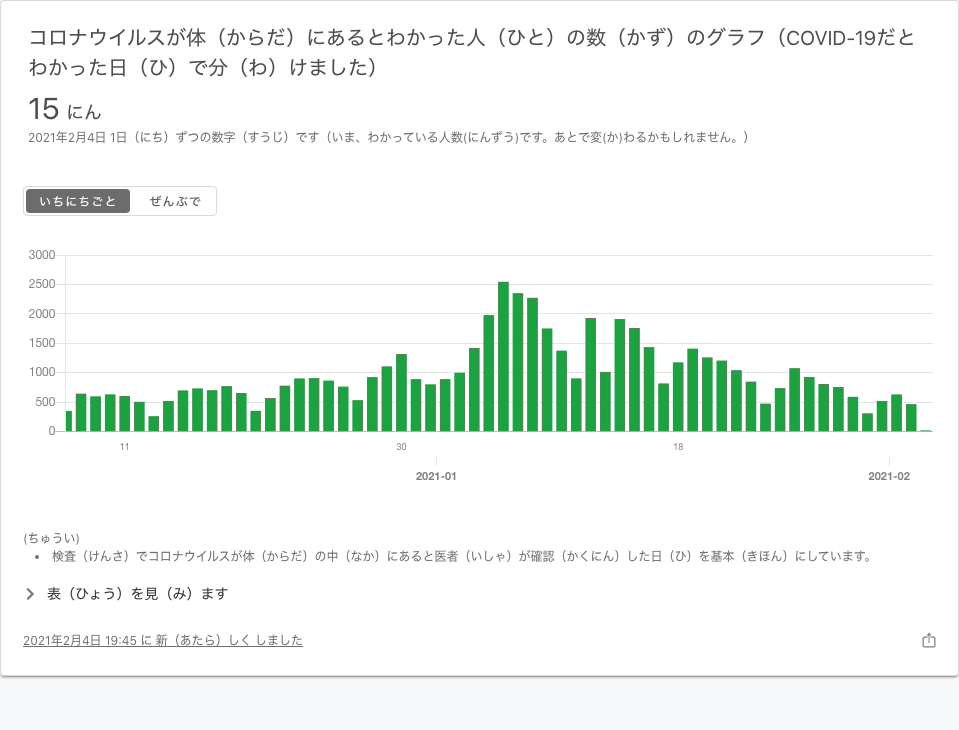 コロナウイルスが体（からだ）にあるとわかった人（ひと）の数（かず）のグラフ（COVID-19だと
わかった日（ひ）で分（わ）けました）
15 にん
2021年2月4日 1日（にち）ずつの数字（すうじ）です（いま、わかっている人数(にんずう)です。あとで変(か)わるかもしれません。）
いちにちごと ぜんぶで
3000
2500
2000
1500
1000
500
0
11 30 18
2021-01 2021-02
(ちゅうい)
• 検査（けんさ）でコロナウイルスが体（からだ）の中（なか）にあると医者（いしゃ）が確認（かくにん）した日（ひ）を基本（きほん）にしています。
表（ひょう）を見（み）ます
2021年2月4日 19:45 に 新（あたら）しく しました